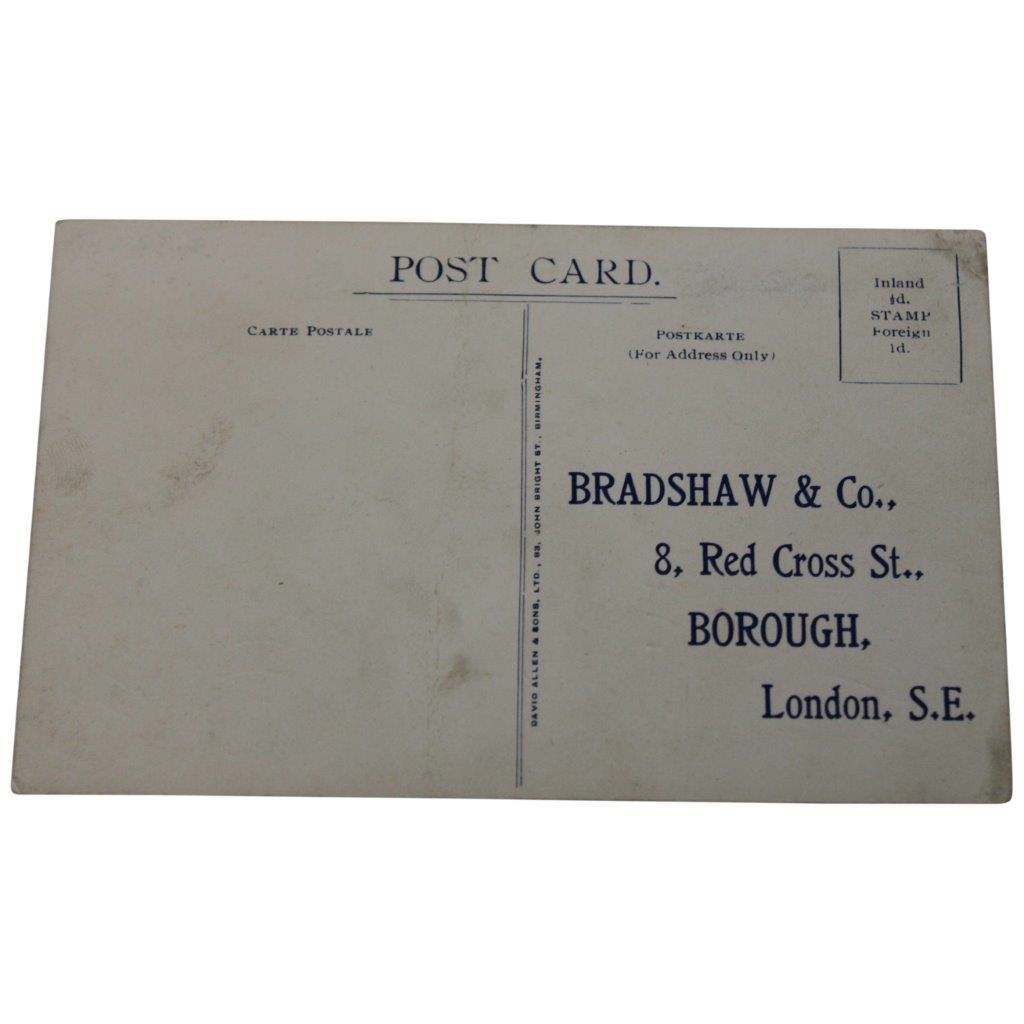 POST CARD.
CARTE POSTALE
POSTKARTE
(For Address Only)
Inland
½d.
STAMP
Foreign
1d.
DAVID ALLEN & SONS, LTD., 83, JOHN BRIGHT ST., BIRMINGHAM.
BRADSHAW & Co.,
8, Red Cross St.,
BOROUGH,
London, S.E.